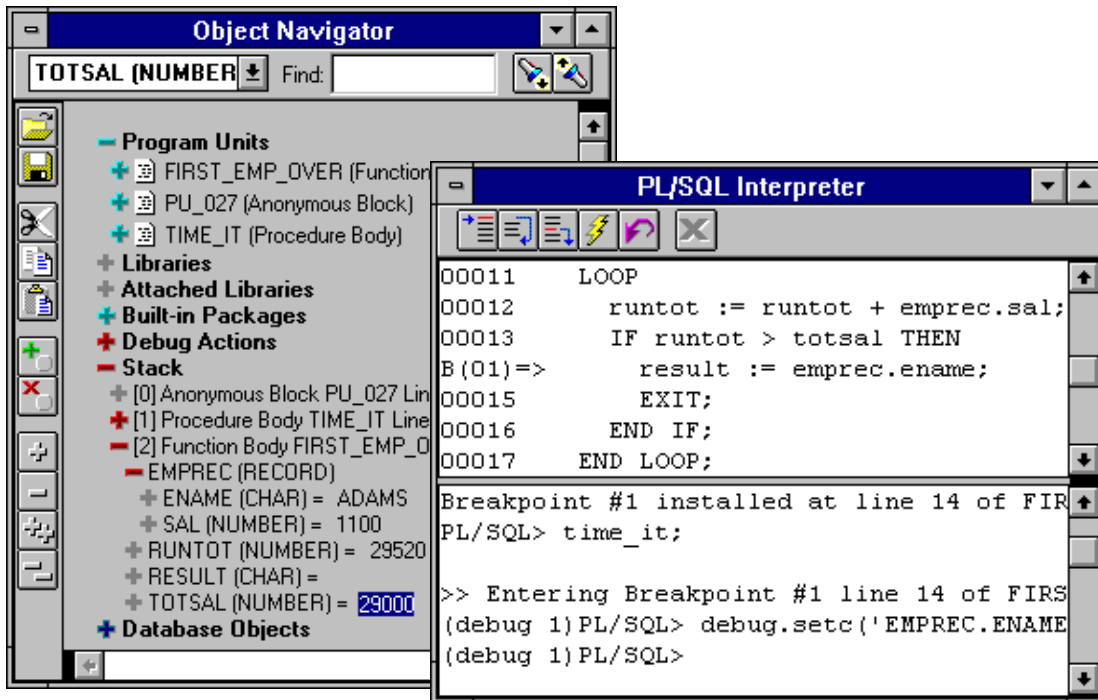 Object Navigator
TOTSAL (NUMBER
Find:
Program Units
FIRST_EMP_OVER (Function
PU_027 (Anonymous Block)
TIME_IT (Procedure Body)
Libraries
Attached Libraries
Built-in Packages
Debug Actions
Stack
[0] Anonymous Block PU_027 Lin
[1] Procedure Body TIME_IT Line
[2] Function Body FIRST_EMP_O
EMPREC (RECORD)
ENAME (CHAR) = ADAMS
SAL (NUMBER) = 1100
RUNTOT (NUMBER) = 29520
RESULT (CHAR) =
TOTSAL (NUMBER) = 29000
Database Objects
PL/SQL Interpreter
00011 LOOP
00012 runtot := runtot + emprec.sal;
00013 IF runtot > totsal THEN
B(01)=> result := emprec.ename;
00015 EXIT;
00016 END IF;
00017 END LOOP;
Breakpoint #1 installed at line 14 of FIR
PL/SQL> time_it;
>> Entering Breakpoint #1 line 14 of FIRS
(debug 1)PL/SQL> debug.setc('EMPREC.ENAME
(debug 1)PL/SQL>